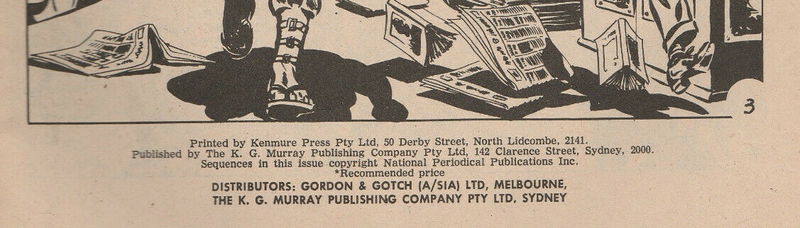 3
Printed by Kenmure Press Pty Ltd, 50 Derby Street, North Lidcombe, 2141.
Published by The K. G. Murray Publishing Company Pty Ltd, 142 Clarence Street, Sydney, 2000.
Sequences in this issue copyright National Periodical Publications Inc.
*Recommended price
DISTRIBUTORS: GORDON & GOTCH (A/SIA) LTD, MELBOURNE,
THE K. G. MURRAY PUBLISHING COMPANY PTY LTD, SYDNEY